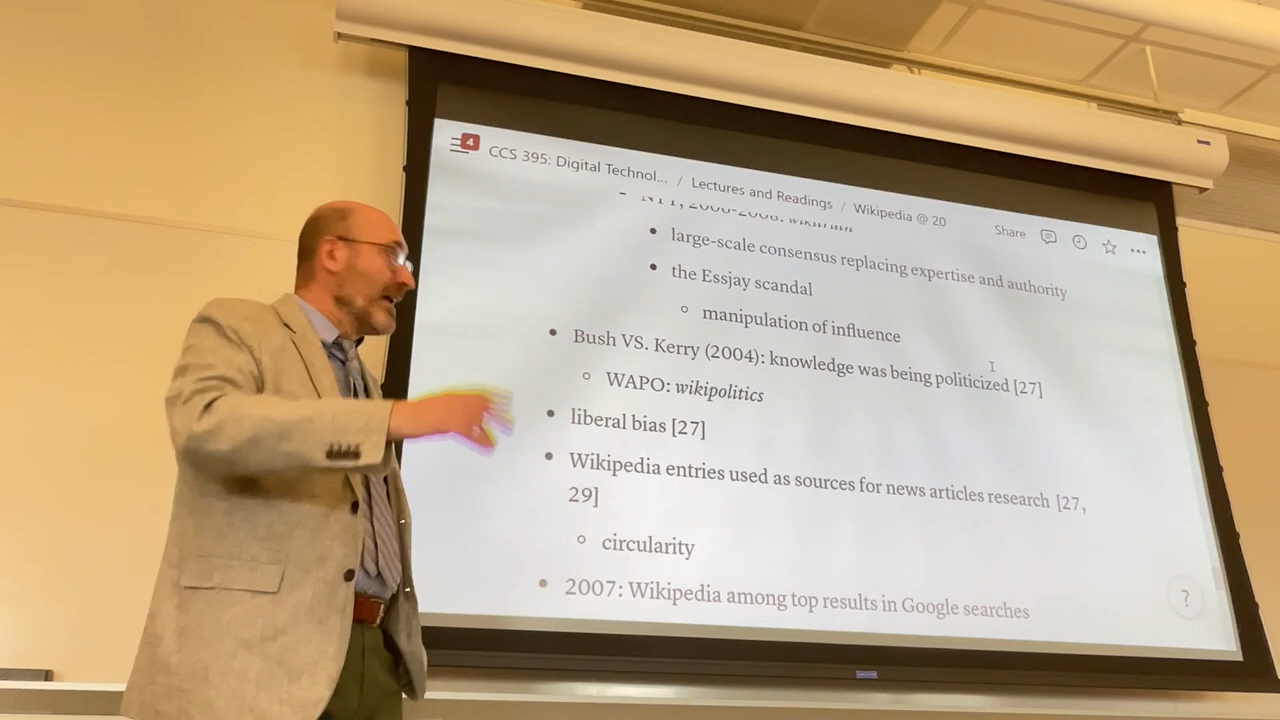 4
CCS 395: Digital Technol... / Lectures and Readings / Wikipedia @ 20
Share
large-scale consensus replacing expertise and authority
the Essjay scandal
manipulation of influence
Bush VS. Kerry (2004): knowledge was being politicized [27]
WAPO: wikipolitics
liberal bias [27]
Wikipedia entries used as sources for news articles research [27,
29]
circularity
2007: Wikipedia among top results in Google searches
?